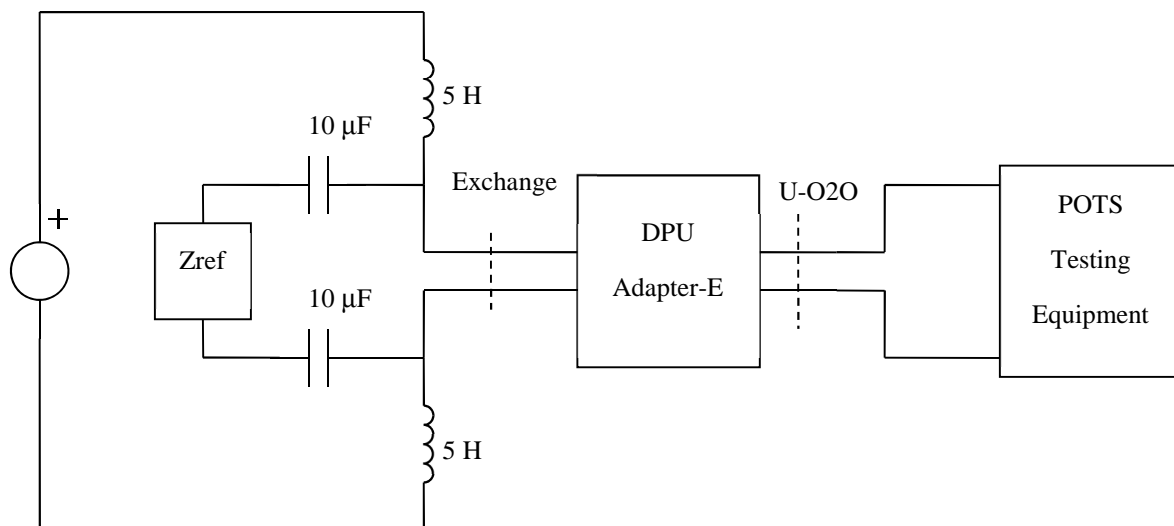 5 H
10 μF
Exchange
U-O2O
POTS
Testing
Equipment
DPU
Adapter-E
+
Zref
10 μF
5 H